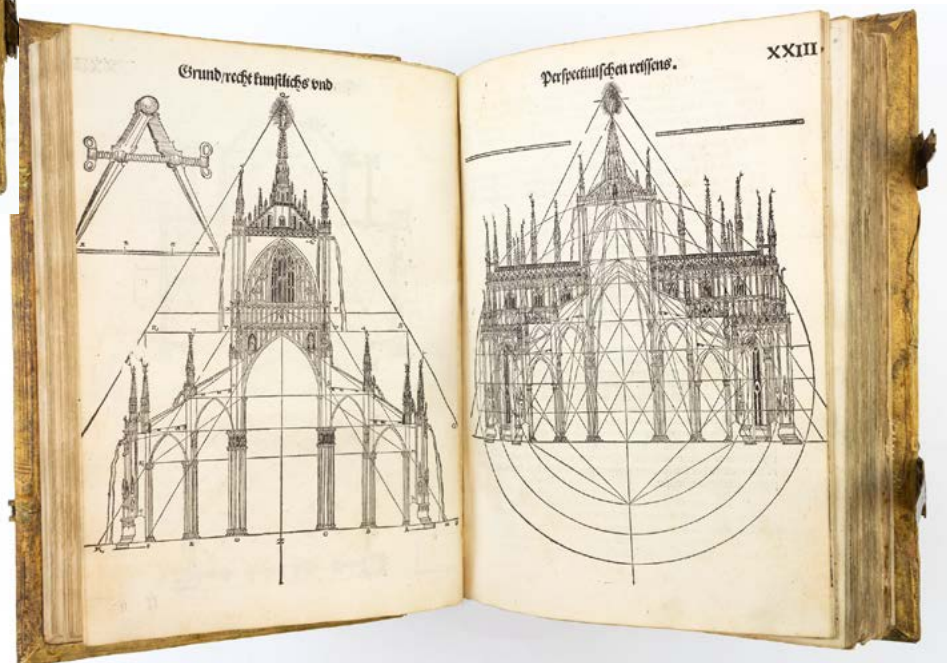 Grund/recht kunstlichs vnd
Perspectiuischen reissens.
XXIII.